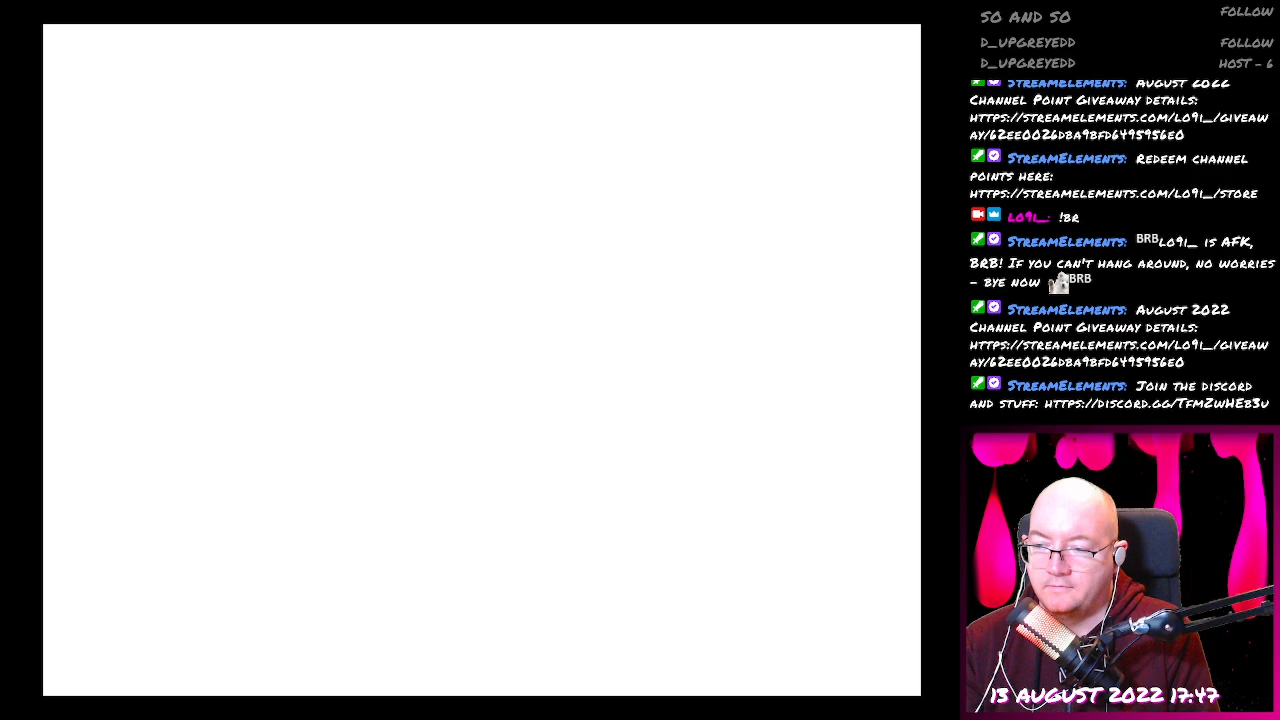 SO AND SO FOLLOW
D_UPGREYEDD FOLLOW
D_UPGREYEDD HOST - 6
STREAMELEMENTS: AUGUST 2022
CHANNEL POINT GIVEAWAY DETAILS:
HTTPS://STREAMELEMENTS.COM/LO9I_/GIVEAW
AY/62EE0026DBA9BFD6495956E0
STREAMELEMENTS: REDEEM CHANNEL
POINTS HERE:
HTTPS://STREAMELEMENTS.COM/LO9I_/STORE
LO9I_: !BR
STREAMELEMENTS: BRB LO9I_ IS AFK,
BRB! IF YOU CAN'T HANG AROUND, NO WORRIES
- BYE NOW BRB
STREAMELEMENTS: AUGUST 2022
CHANNEL POINT GIVEAWAY DETAILS:
HTTPS://STREAMELEMENTS.COM/LO9I_/GIVEAW
AY/62EE0026DBA9BFD6495956E0
STREAMELEMENTS: JOIN THE DISCORD
AND STUFF: HTTPS://DISCORD.GG/TFMZWHEB3U
13 AUGUST 2022 17:47